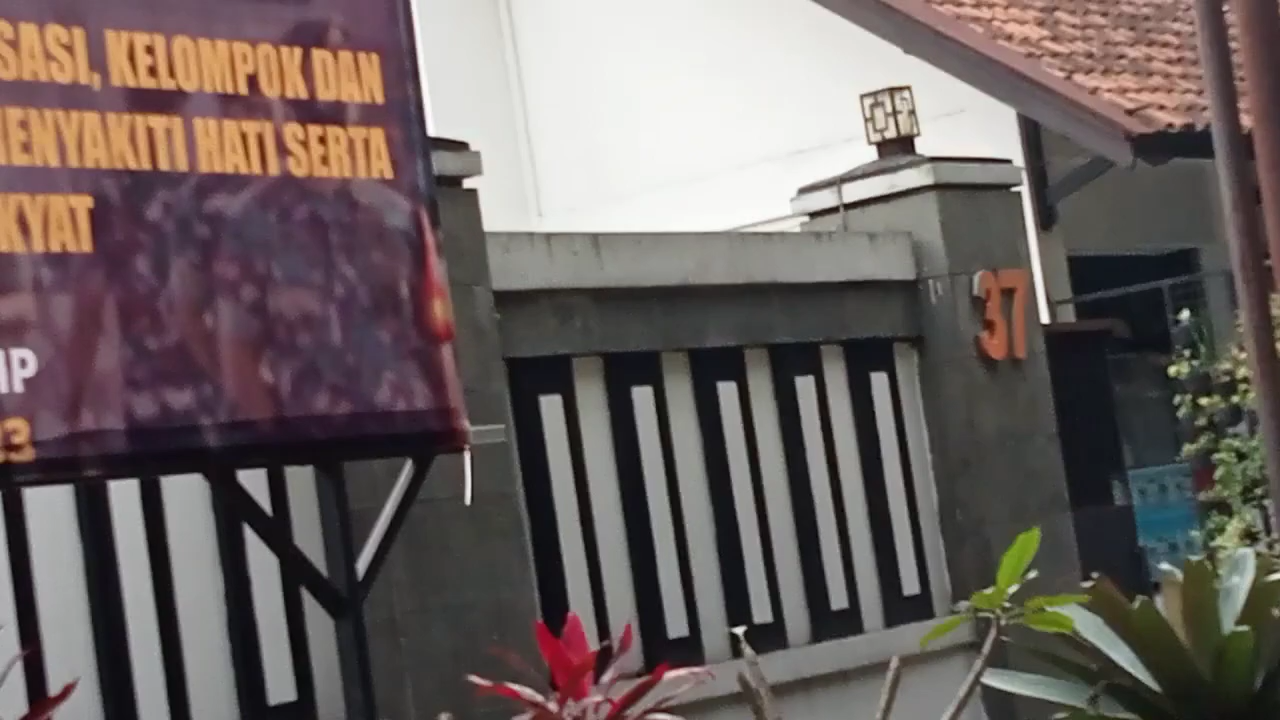 SASI, KELOMPOK DAN
MENYAKITI HATI SERTA
KYAT
IP
3
37